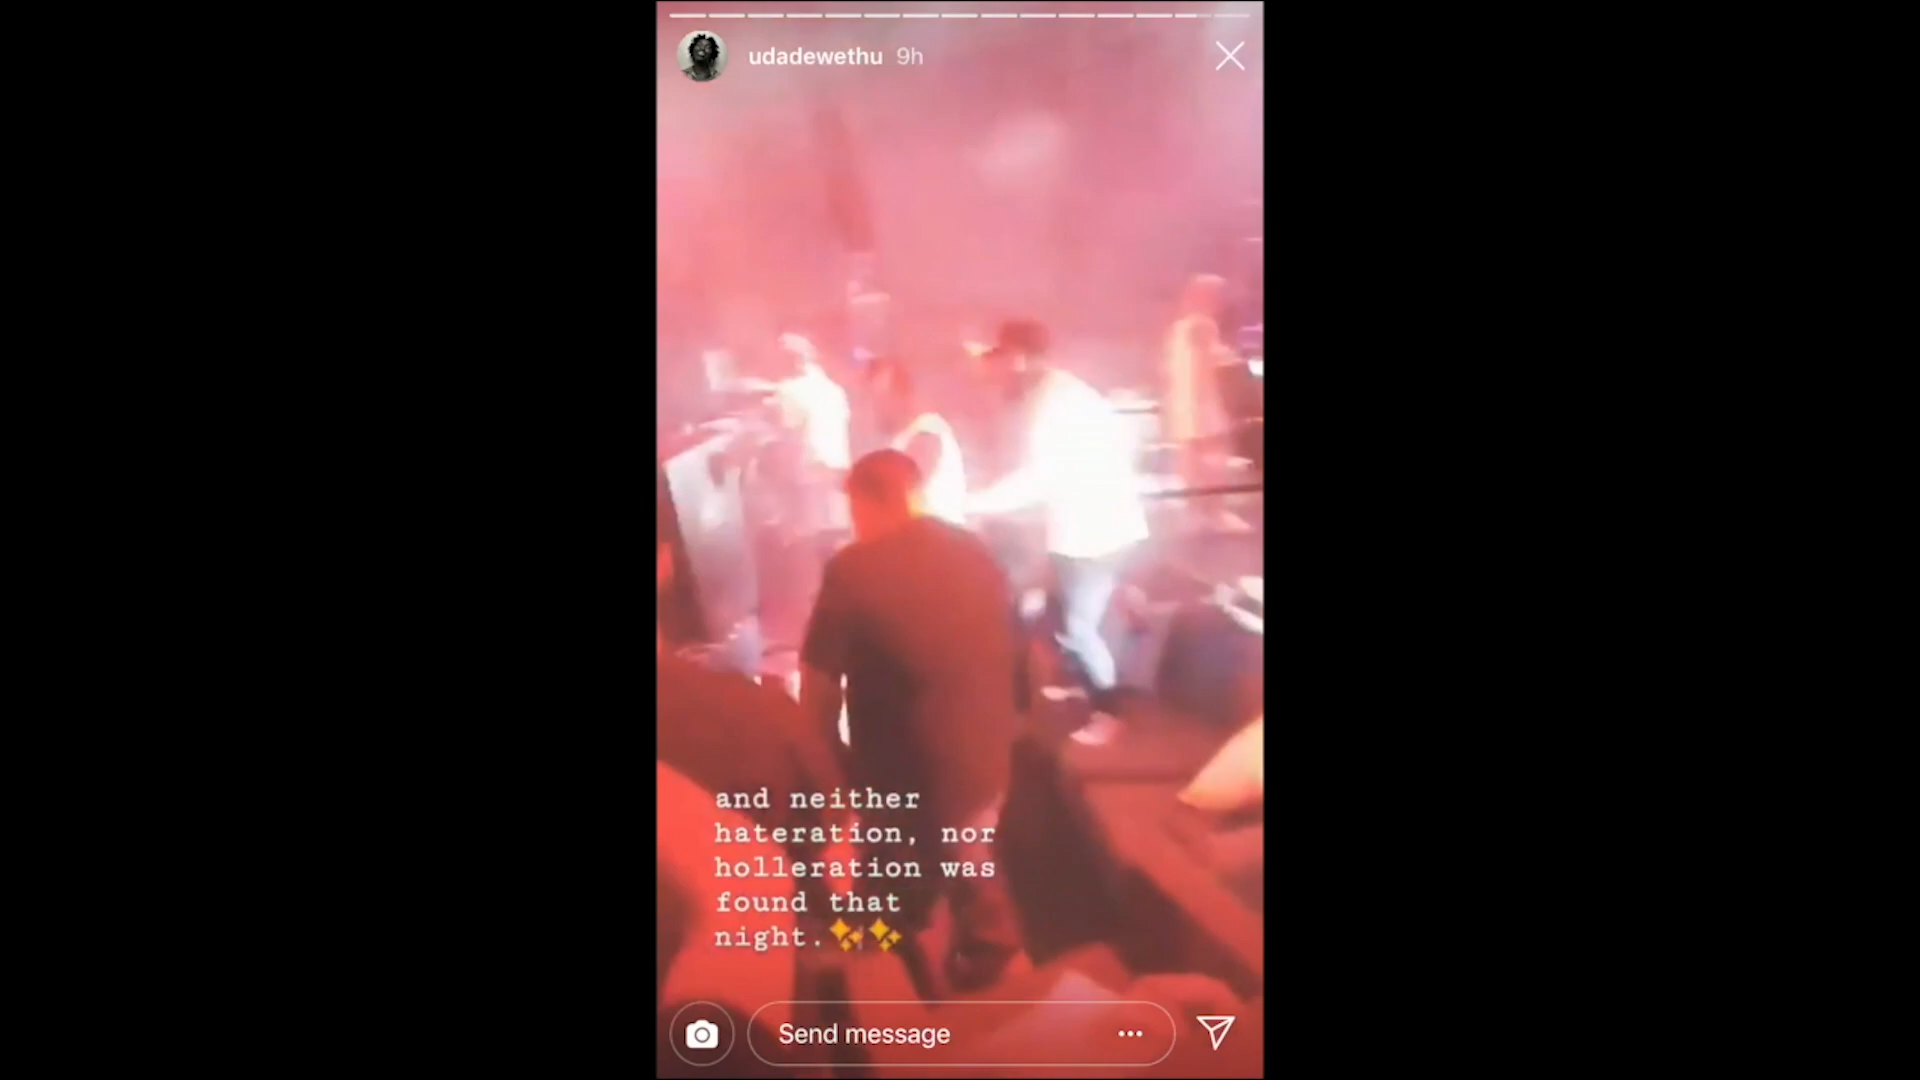 udadewethu 9h
and neither
hateration, nor
holleration was
found that
night.✨✨
Send message